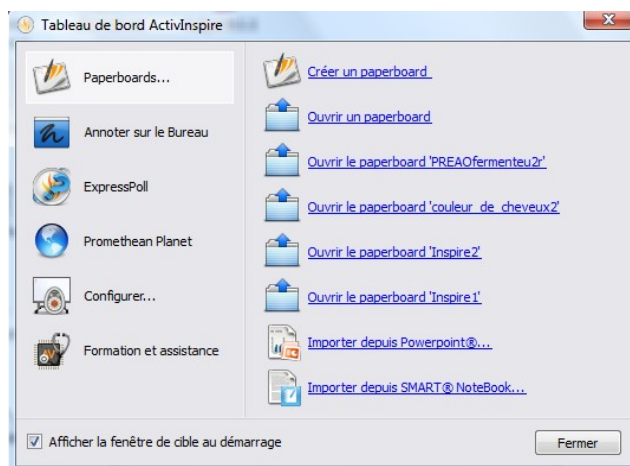 Tableau de bord ActivInspire
Paperboards...
Annoter sur le Bureau
ExpressPoll
Promethean Planet
Configurer...
Formation et assistance
Créer un paperboard
Ouvrir un paperboard
Ouvrir le paperboard 'PREAOfermenteu2r'
Ouvrir le paperboard 'couleur_de_cheveux2'
Ouvrir le paperboard 'Inspire2'
Ouvrir le paperboard 'Inspire1'
Importer depuis Powerpoint®...
Importer depuis SMART® NoteBook...
Afficher la fenêtre de cible au démarrage
Fermer